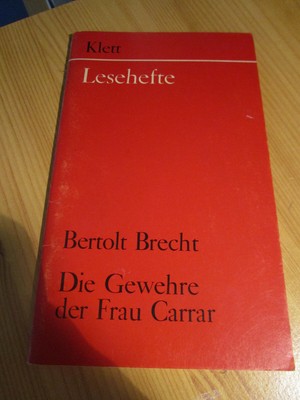 Klett
Lesehefte
Bertolt Brecht
Die Gewehre
der Frau Carrar